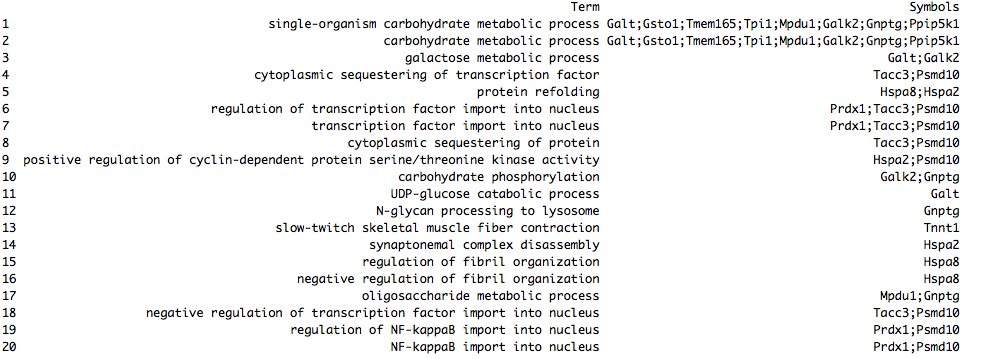 Term Symbols
1 single-organism carbohydrate metabolic process Galt;Gsto1;Tmem165;Tpi1;Mpdu1;Galk2;Gnptg;Ppip5k1
2 carbohydrate metabolic process Galt;Gsto1;Tmem165;Tpi1;Mpdu1;Galk2;Gnptg;Ppip5k1
3 galactose metabolic process Galt;Galk2
4 cytoplasmic sequestering of transcription factor Tacc3;Psmd10
5 protein refolding Hspa8;Hspa2
6 regulation of transcription factor import into nucleus Prdx1;Tacc3;Psmd10
7 transcription factor import into nucleus Prdx1;Tacc3;Psmd10
8 cytoplasmic sequestering of protein Tacc3;Psmd10
9 positive regulation of cyclin-dependent protein serine/threonine kinase activity Hspa2;Psmd10
10 carbohydrate phosphorylation Galk2;Gnptg
11 UDP-glucose catabolic process Galt
12 N-glycan processing to lysosome Gnptg
13 slow-twitch skeletal muscle fiber contraction Tnnt1
14 synaptonemal complex disassembly Hspa2
15 regulation of fibril organization Hspa8
16 negative regulation of fibril organization Hspa8
17 oligosaccharide metabolic process Mpdu1;Gnptg
18 negative regulation of transcription factor import into nucleus Tacc3;Psmd10
19 regulation of NF-kappaB import into nucleus Prdx1;Psmd10
20 NF-kappaB import into nucleus Prdx1;Psmd10